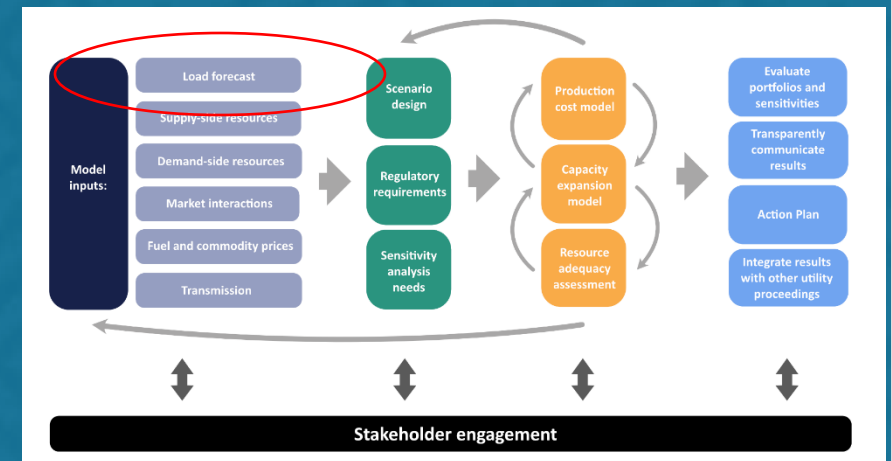 Model
inputs:
Load forecast
Supply-side resources
Demand-side resources
Market interactions
Fuel and commodity prices
Transmission
Scenario
design
Regulatory
requirements
Sensitivity
analysis
needs
Production
cost model
Capacity
expansion
model
Resource
adequacy
assessment
Evaluate
portfolios and
sensitivities
Transparently
communicate
results
Action Plan
Integrate results
with other utility
proceedings
Stakeholder engagement